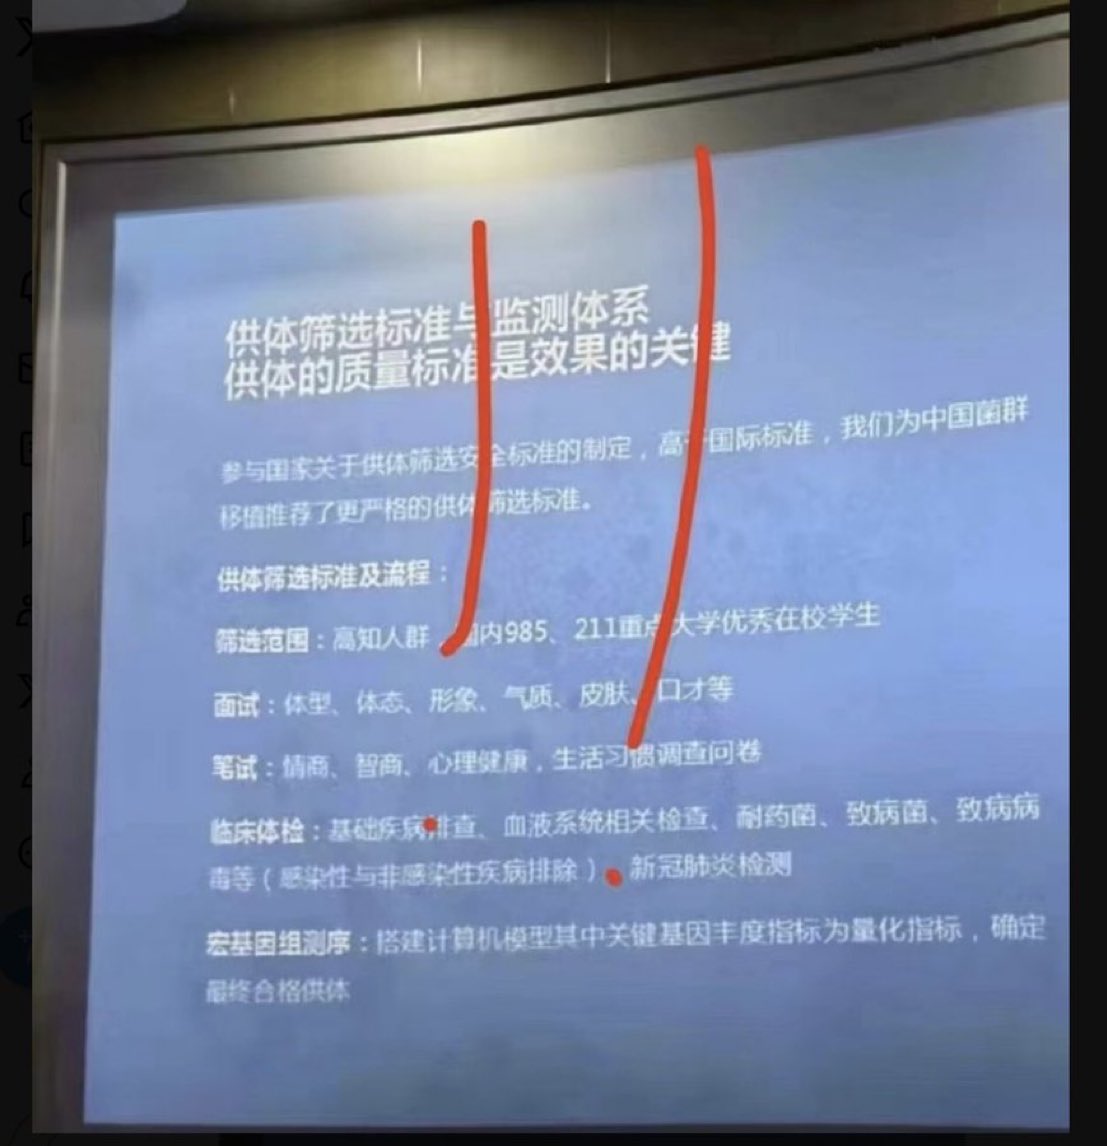 供体筛选标准与监测体系
供体的质量标准是效果的关键
参与国家关于供体筛选安全标准的制定，高于国际标准，我们为中国菌群
移植推荐了更严格的供体筛选标准。
供体筛选标准及流程：
筛选范围：高知人群，国内985、211重点大学优秀在校学生
面试：体型、体态、形象、气质、皮肤、口才等
笔试：情商、智商、心理健康，生活习惯调查问卷
临床体检：基础疾病排查、血液系统相关检查、耐药菌、致病菌、致病病
毒等（感染性与非感染性疾病排除）、新冠肺炎检测
宏基因组测序：搭建计算机模型其中关键基因丰度指标为量化指标，确定
最终合格供体